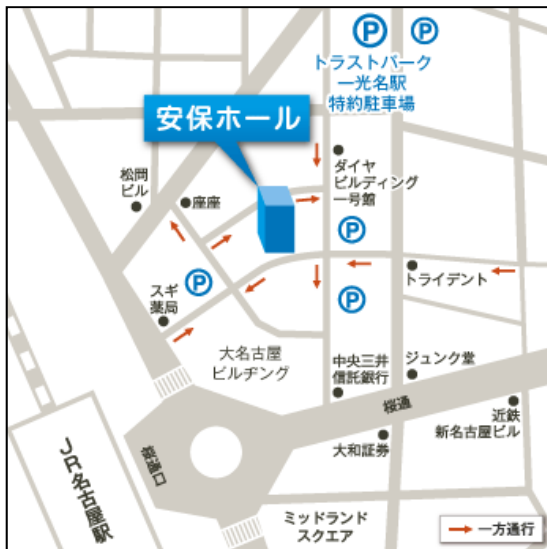 P
P
トラストパーク
一光名駅
特約駐車場
安保ホール
松岡
ビル
座座
ダイヤ
ビルディング
一号館
P
P
スギ
薬局
P
トライデント
大名古屋
ビルヂング
中央三井
信託銀行
ジュンク堂
桜通
近鉄
新名古屋ビル
大和証券
桜通口
JR名古屋駅
ミッドランド
スクエア
一方通行